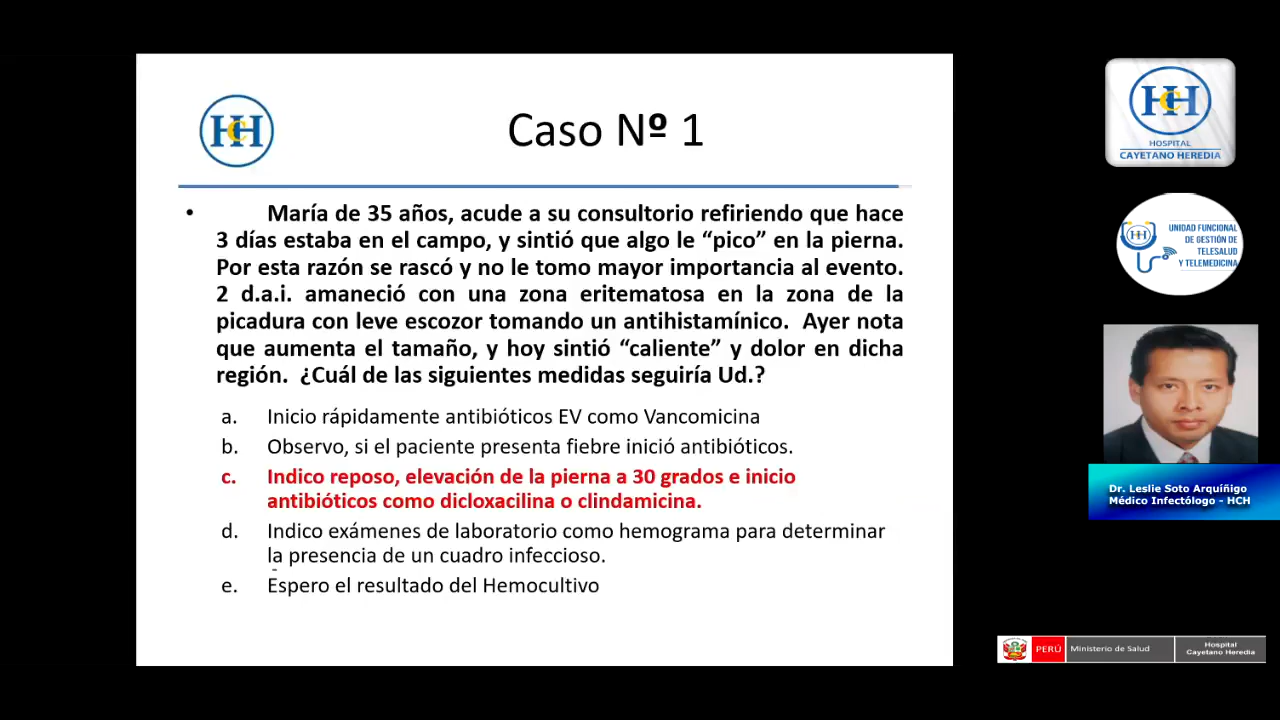 HCH
Caso Nº 1
• María de 35 años, acude a su consultorio refiriendo que hace
3 días estaba en el campo, y sintió que algo le “pico” en la pierna.
Por esta razón se rascó y no le tomo mayor importancia al evento.
2 d.a.i. amaneció con una zona eritematosa en la zona de la
picadura con leve escozor tomando un antihistamínico. Ayer nota
que aumenta el tamaño, y hoy sintió “caliente” y dolor en dicha
región. ¿Cuál de las siguientes medidas seguiría Ud.?
a. Inicio rápidamente antibióticos EV como Vancomicina
b. Observo, si el paciente presenta fiebre inició antibióticos.
c. Indico reposo, elevación de la pierna a 30 grados e inicio
antibióticos como dicloxacilina o clindamicina.
d. Indico exámenes de laboratorio como hemograma para determinar
la presencia de un cuadro infeccioso.
e. Espero el resultado del Hemocultivo
HCH
HOSPITAL
CAYETANO HEREDIA
HCH
UNIDAD FUNCIONAL
DE GESTIÓN DE
TELESALUD
Y TELEMEDICINA
Dr. Leslie Soto Arquíñigo
Médico Infectólogo - HCH
PERÚ
Ministerio de Salud
Hospital
Cayetano Heredia